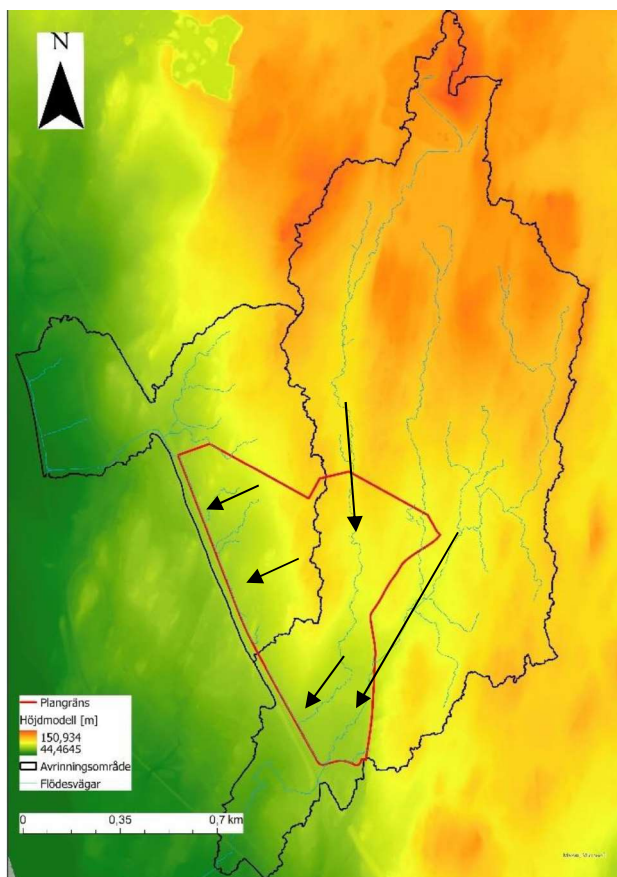 N
Plangräns
Höjdmodell [m]
150,934
44,4645
Avrinningsområde
Flödesvägar
0 0,35 0,7 km